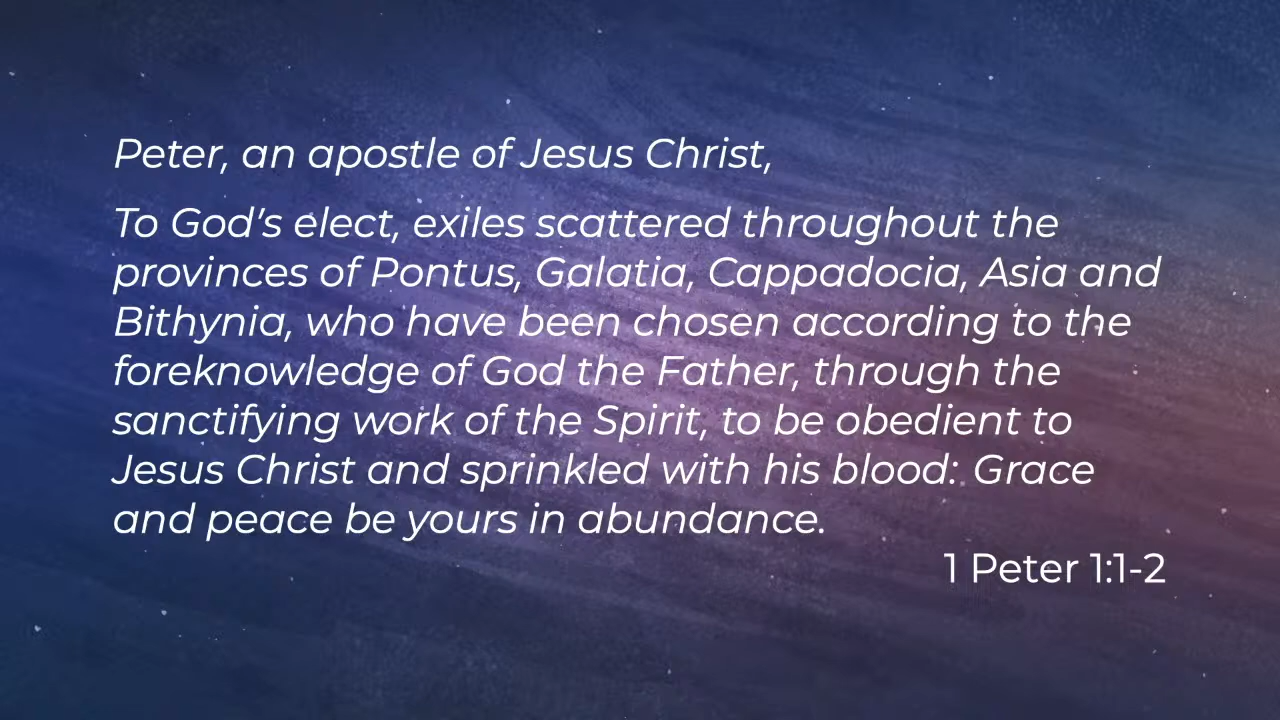 Peter, an apostle of Jesus Christ,
To God's elect, exiles scattered throughout the
provinces of Pontus, Galatia, Cappadocia, Asia and
Bithynia, who have been chosen according to the
foreknowledge of God the Father, through the
sanctifying work of the Spirit, to be obedient to
Jesus Christ and sprinkled with his blood: Grace
and peace be yours in abundance.
1 Peter 1:1-2